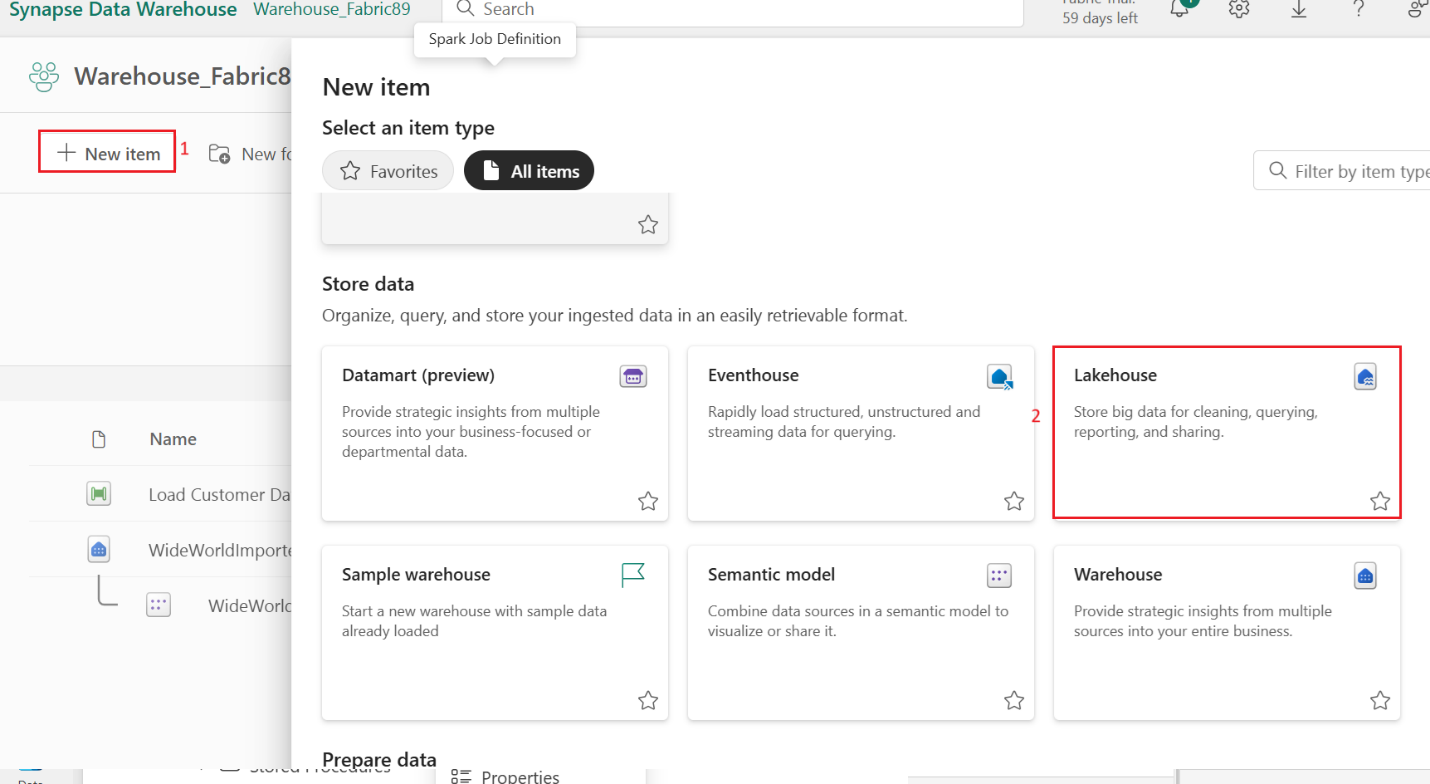 Synapse Data Warehouse Warehouse_Fabric89
Search
59 days left
Spark Job Definition
Warehouse_Fabric8
New item
Select an item type
New item 1
New
Favorites
All items
Filter by item type
Store data
Organize, query, and store your ingested data in an easily retrievable format.
Datamart (preview)
Provide strategic insights from multiple
sources into your business-focused or
departmental data.
Eventhouse
Rapidly load structured, unstructured and
streaming data for querying.
2
Lakehouse
Store big data for cleaning, querying,
reporting, and sharing.
Name
Load Customer Da
WideWorldImporte
WideWorld
Sample warehouse
Start a new warehouse with sample data
already loaded
Semantic model
Combine data sources in a semantic model to
visualize or share it.
Warehouse
Provide strategic insights from multiple
sources into your entire business.
Prepare data
Properties